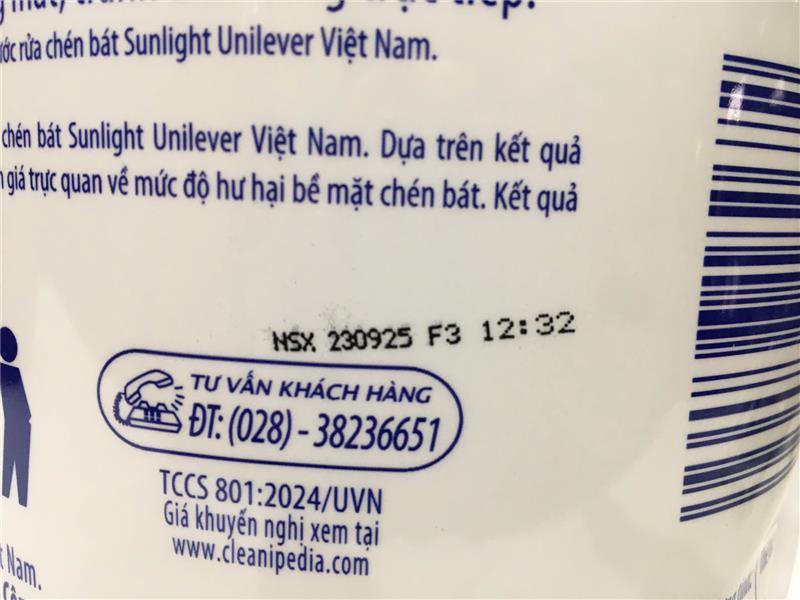 ước rửa chén bát Sunlight Unilever Việt Nam.
chén bát Sunlight Unilever Việt Nam. Dựa trên kết quả
giá trực quan về mức độ hư hại bề mặt chén bát. Kết quả
NSX 230925 F3 12:32
TƯ VẤN KHÁCH HÀNG
ĐT: (028) - 38236651
TCCS 801:2024/UVN
Giá khuyến nghị xem tại
www.cleanipedia.com
Nam.